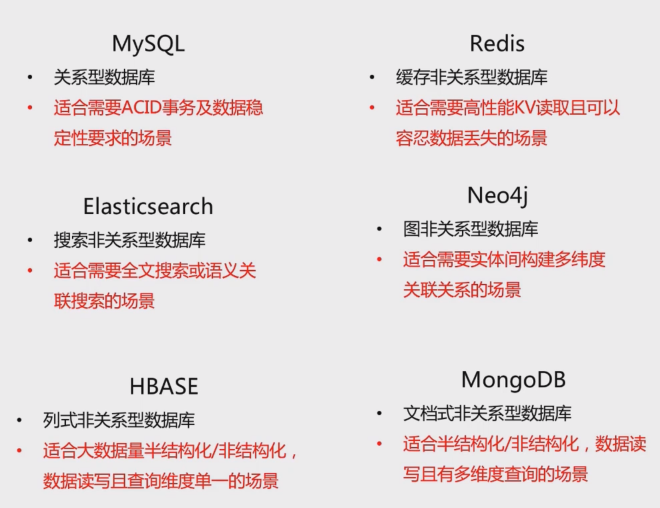 MySQL
• 关系型数据库
• 适合需要ACID事务及数据稳
定性要求的场景
Redis
• 缓存非关系型数据库
• 适合需要高性能KV读取且可以
容忍数据丢失的场景
Elasticsearch
• 搜索非关系型数据库
• 适合需要全文搜索或语义关
联搜索的场景
Neo4j
• 图非关系型数据库
• 适合需要实体间构建多纬度
关联关系的场景
HBASE
• 列式非关系型数据库
• 适合大数据量半结构化/非结构化，
数据读写且查询维度单一的场景
MongoDB
• 文档式非关系型数据库
• 适合半结构化/非结构化，数据读
写且有多维度查询的场景